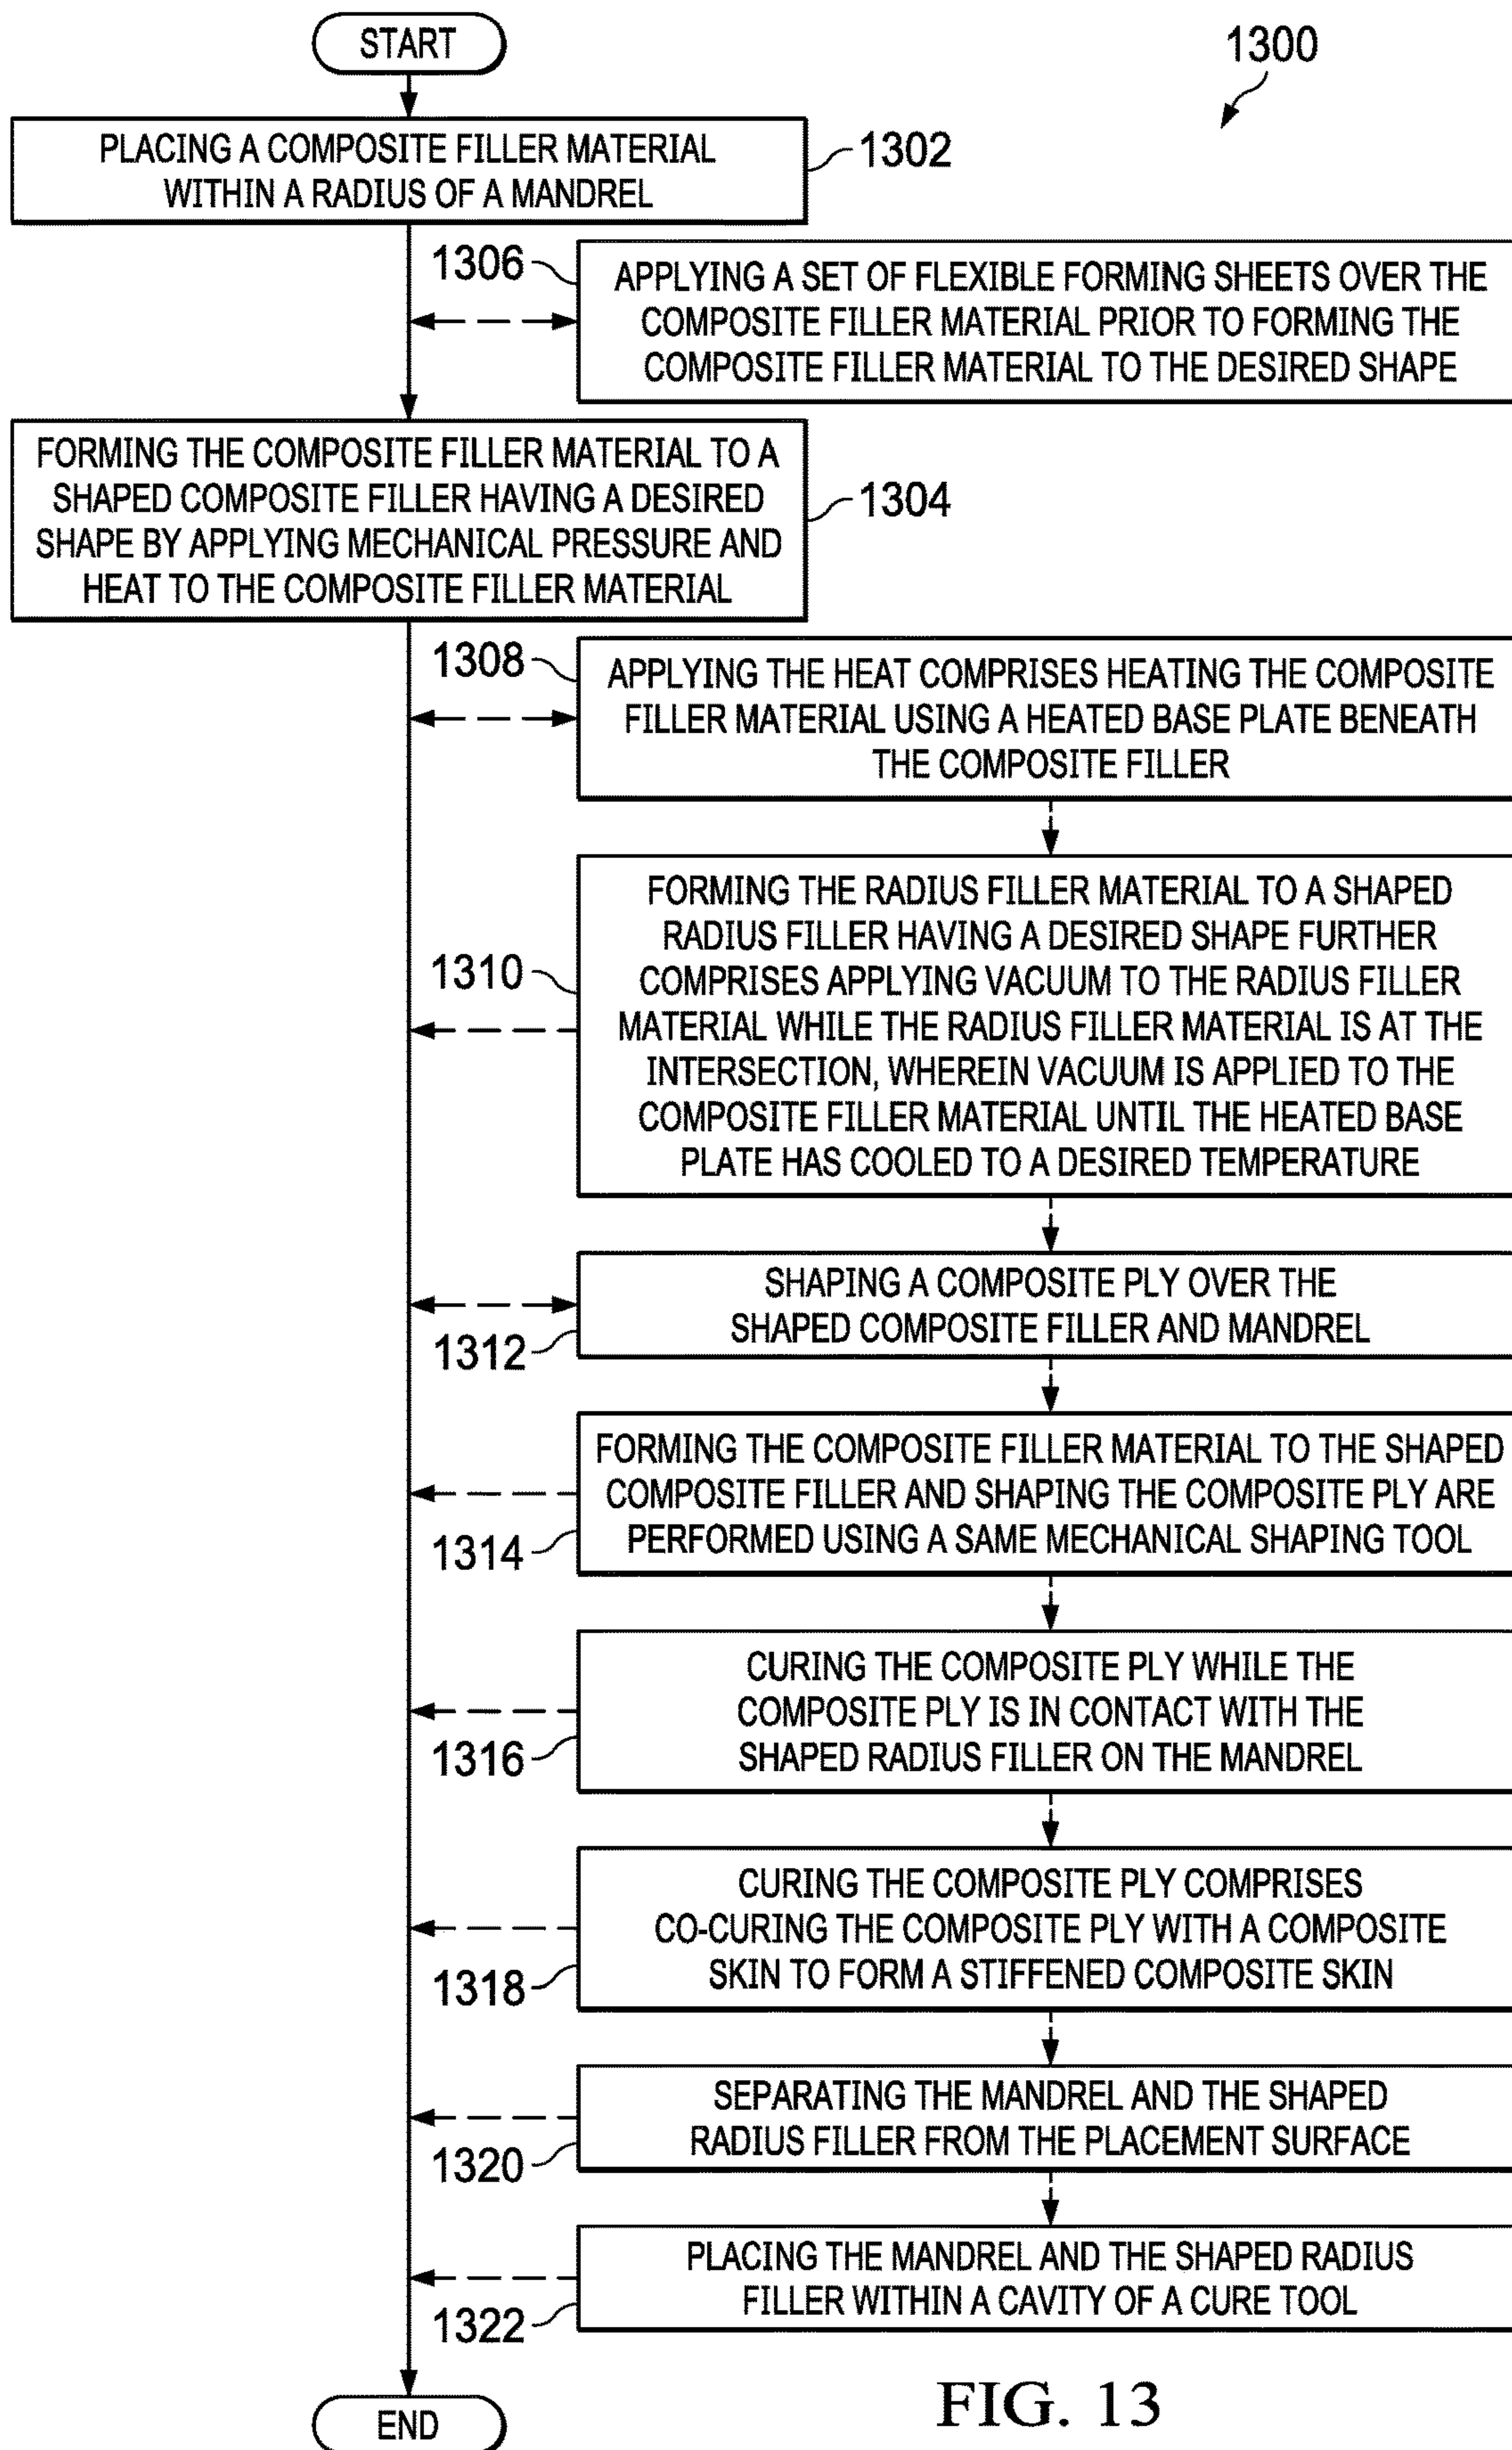 START
1300
PLACING A COMPOSITE FILLER MATERIAL
WITHIN A RADIUS OF A MANDREL
1302
1306
APPLYING A SET OF FLEXIBLE FORMING SHEETS OVER THE
COMPOSITE FILLER MATERIAL PRIOR TO FORMING THE
COMPOSITE FILLER MATERIAL TO THE DESIRED SHAPE
FORMING THE COMPOSITE FILLER MATERIAL TO A
SHAPED COMPOSITE FILLER HAVING A DESIRED
SHAPE BY APPLYING MECHANICAL PRESSURE AND
HEAT TO THE COMPOSITE FILLER MATERIAL
1304
1308
APPLYING THE HEAT COMPRISES HEATING THE COMPOSITE
FILLER MATERIAL USING A HEATED BASE PLATE BENEATH
THE COMPOSITE FILLER
1310
FORMING THE RADIUS FILLER MATERIAL TO A SHAPED
RADIUS FILLER HAVING A DESIRED SHAPE FURTHER
COMPRISES APPLYING VACUUM TO THE RADIUS FILLER
MATERIAL WHILE THE RADIUS FILLER MATERIAL IS AT THE
INTERSECTION, WHEREIN VACUUM IS APPLIED TO THE
COMPOSITE FILLER MATERIAL UNTIL THE HEATED BASE
PLATE HAS COOLED TO A DESIRED TEMPERATURE
SHAPING A COMPOSITE PLY OVER THE
SHAPED COMPOSITE FILLER AND MANDREL
1312
FORMING THE COMPOSITE FILLER MATERIAL TO THE SHAPED
COMPOSITE FILLER AND SHAPING THE COMPOSITE PLY ARE
PERFORMED USING A SAME MECHANICAL SHAPING TOOL
1314
CURING THE COMPOSITE PLY WHILE THE
COMPOSITE PLY IS IN CONTACT WITH THE
SHAPED RADIUS FILLER ON THE MANDREL
1316
CURING THE COMPOSITE PLY COMPRISES
CO-CURING THE COMPOSITE PLY WITH A COMPOSITE
SKIN TO FORM A STIFFENED COMPOSITE SKIN
1318
SEPARATING THE MANDREL AND THE SHAPED
RADIUS FILLER FROM THE PLACEMENT SURFACE
1320
PLACING THE MANDREL AND THE SHAPED RADIUS
FILLER WITHIN A CAVITY OF A CURE TOOL
1322
END
FIG. 13